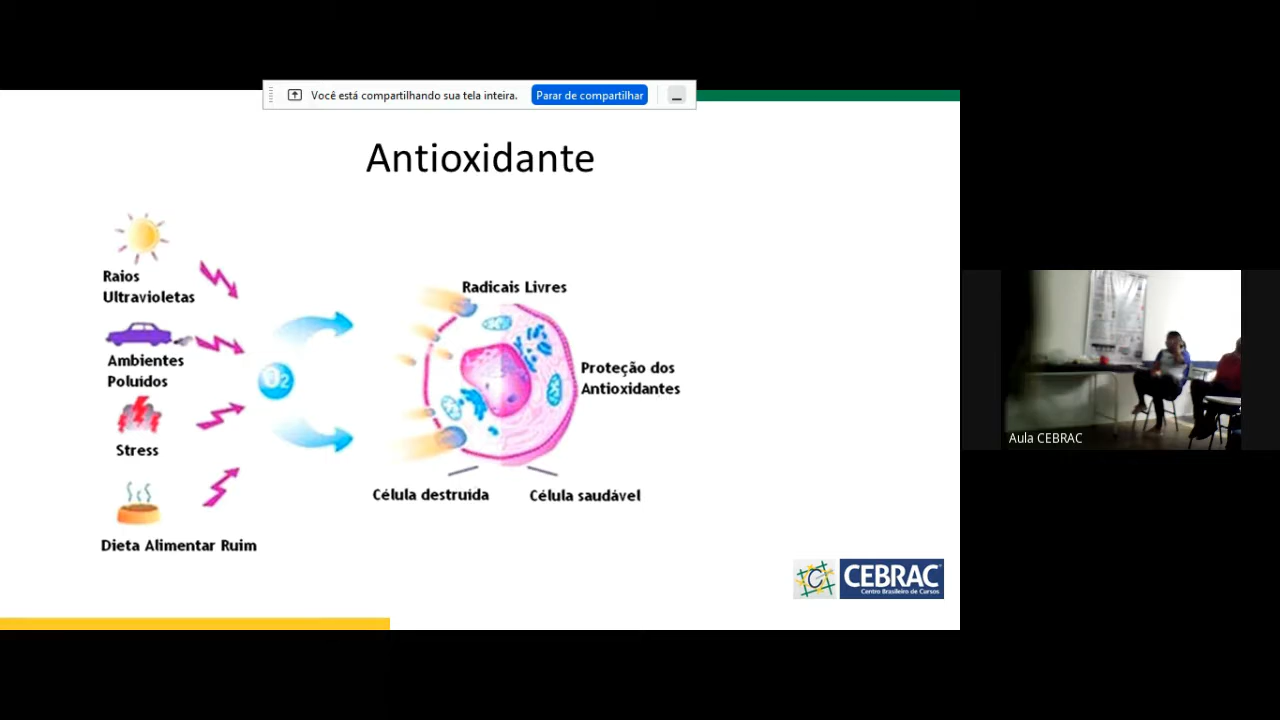 Você está compartilhando sua tela inteira.
Parar de compartilhar
Antioxidante
Raios
Ultravioletas
Ambientes
Poluídos
Stress
Dieta Alimentar Ruim
O2
Radicais Livres
Proteção dos
Antioxidantes
Célula destruída
Célula saudável
C
CEBRAC
Centro Brasileiro de Cursos
Aula CEBRAC